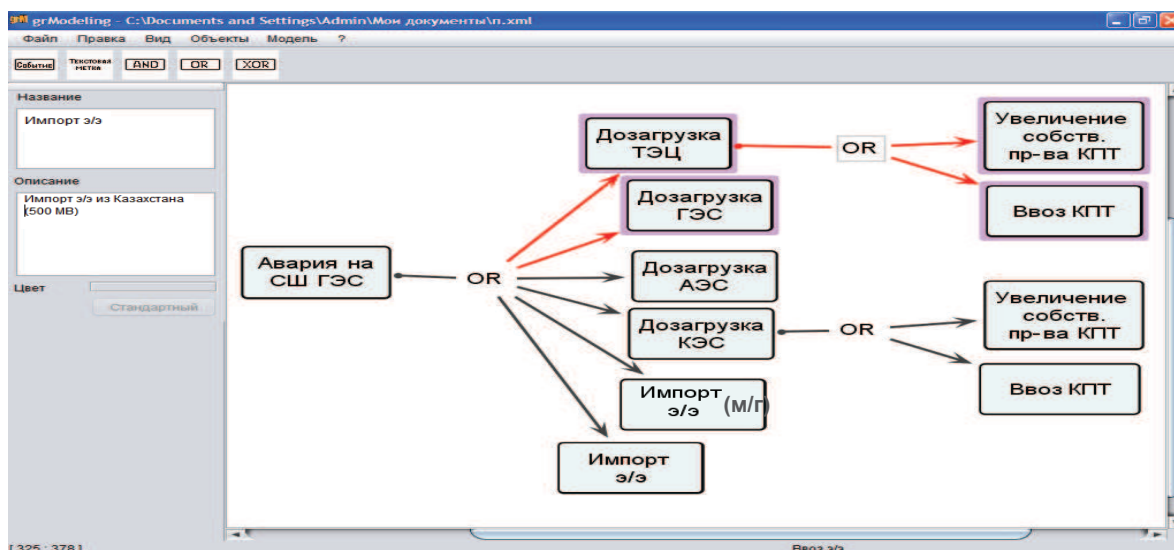 grM grModeling - C:\Documents and Settings\Admin\Мои документы\n.xml
Файл Правка Вид Объекты Модель ?
Событие Текстовая метка AND OR XOR
Название
Импорт э/э
Описание
Импорт э/э из Казахстана
(500 МВ)
Цвет
Стандартный
Авария на
СШ ГЭС
OR
Дозагрузка
ТЭЦ
OR
Увеличение
собств.
пр-ва КПТ
Ввоз КПТ
Дозагрузка
ГЭС
Дозагрузка
АЭС
Дозагрузка
КЭС
OR
Увеличение
собств.
пр-ва КПТ
Ввоз КПТ
Импорт
э/э (м/г)
Импорт
э/э
[ 325 : 378 ] Ввоз э/э